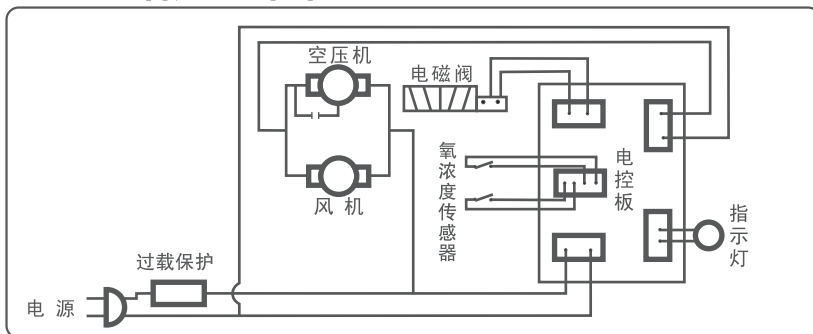 空压机
电磁阀
氧浓度传感器
电控板
风 机
指示灯
过载保护
电 源